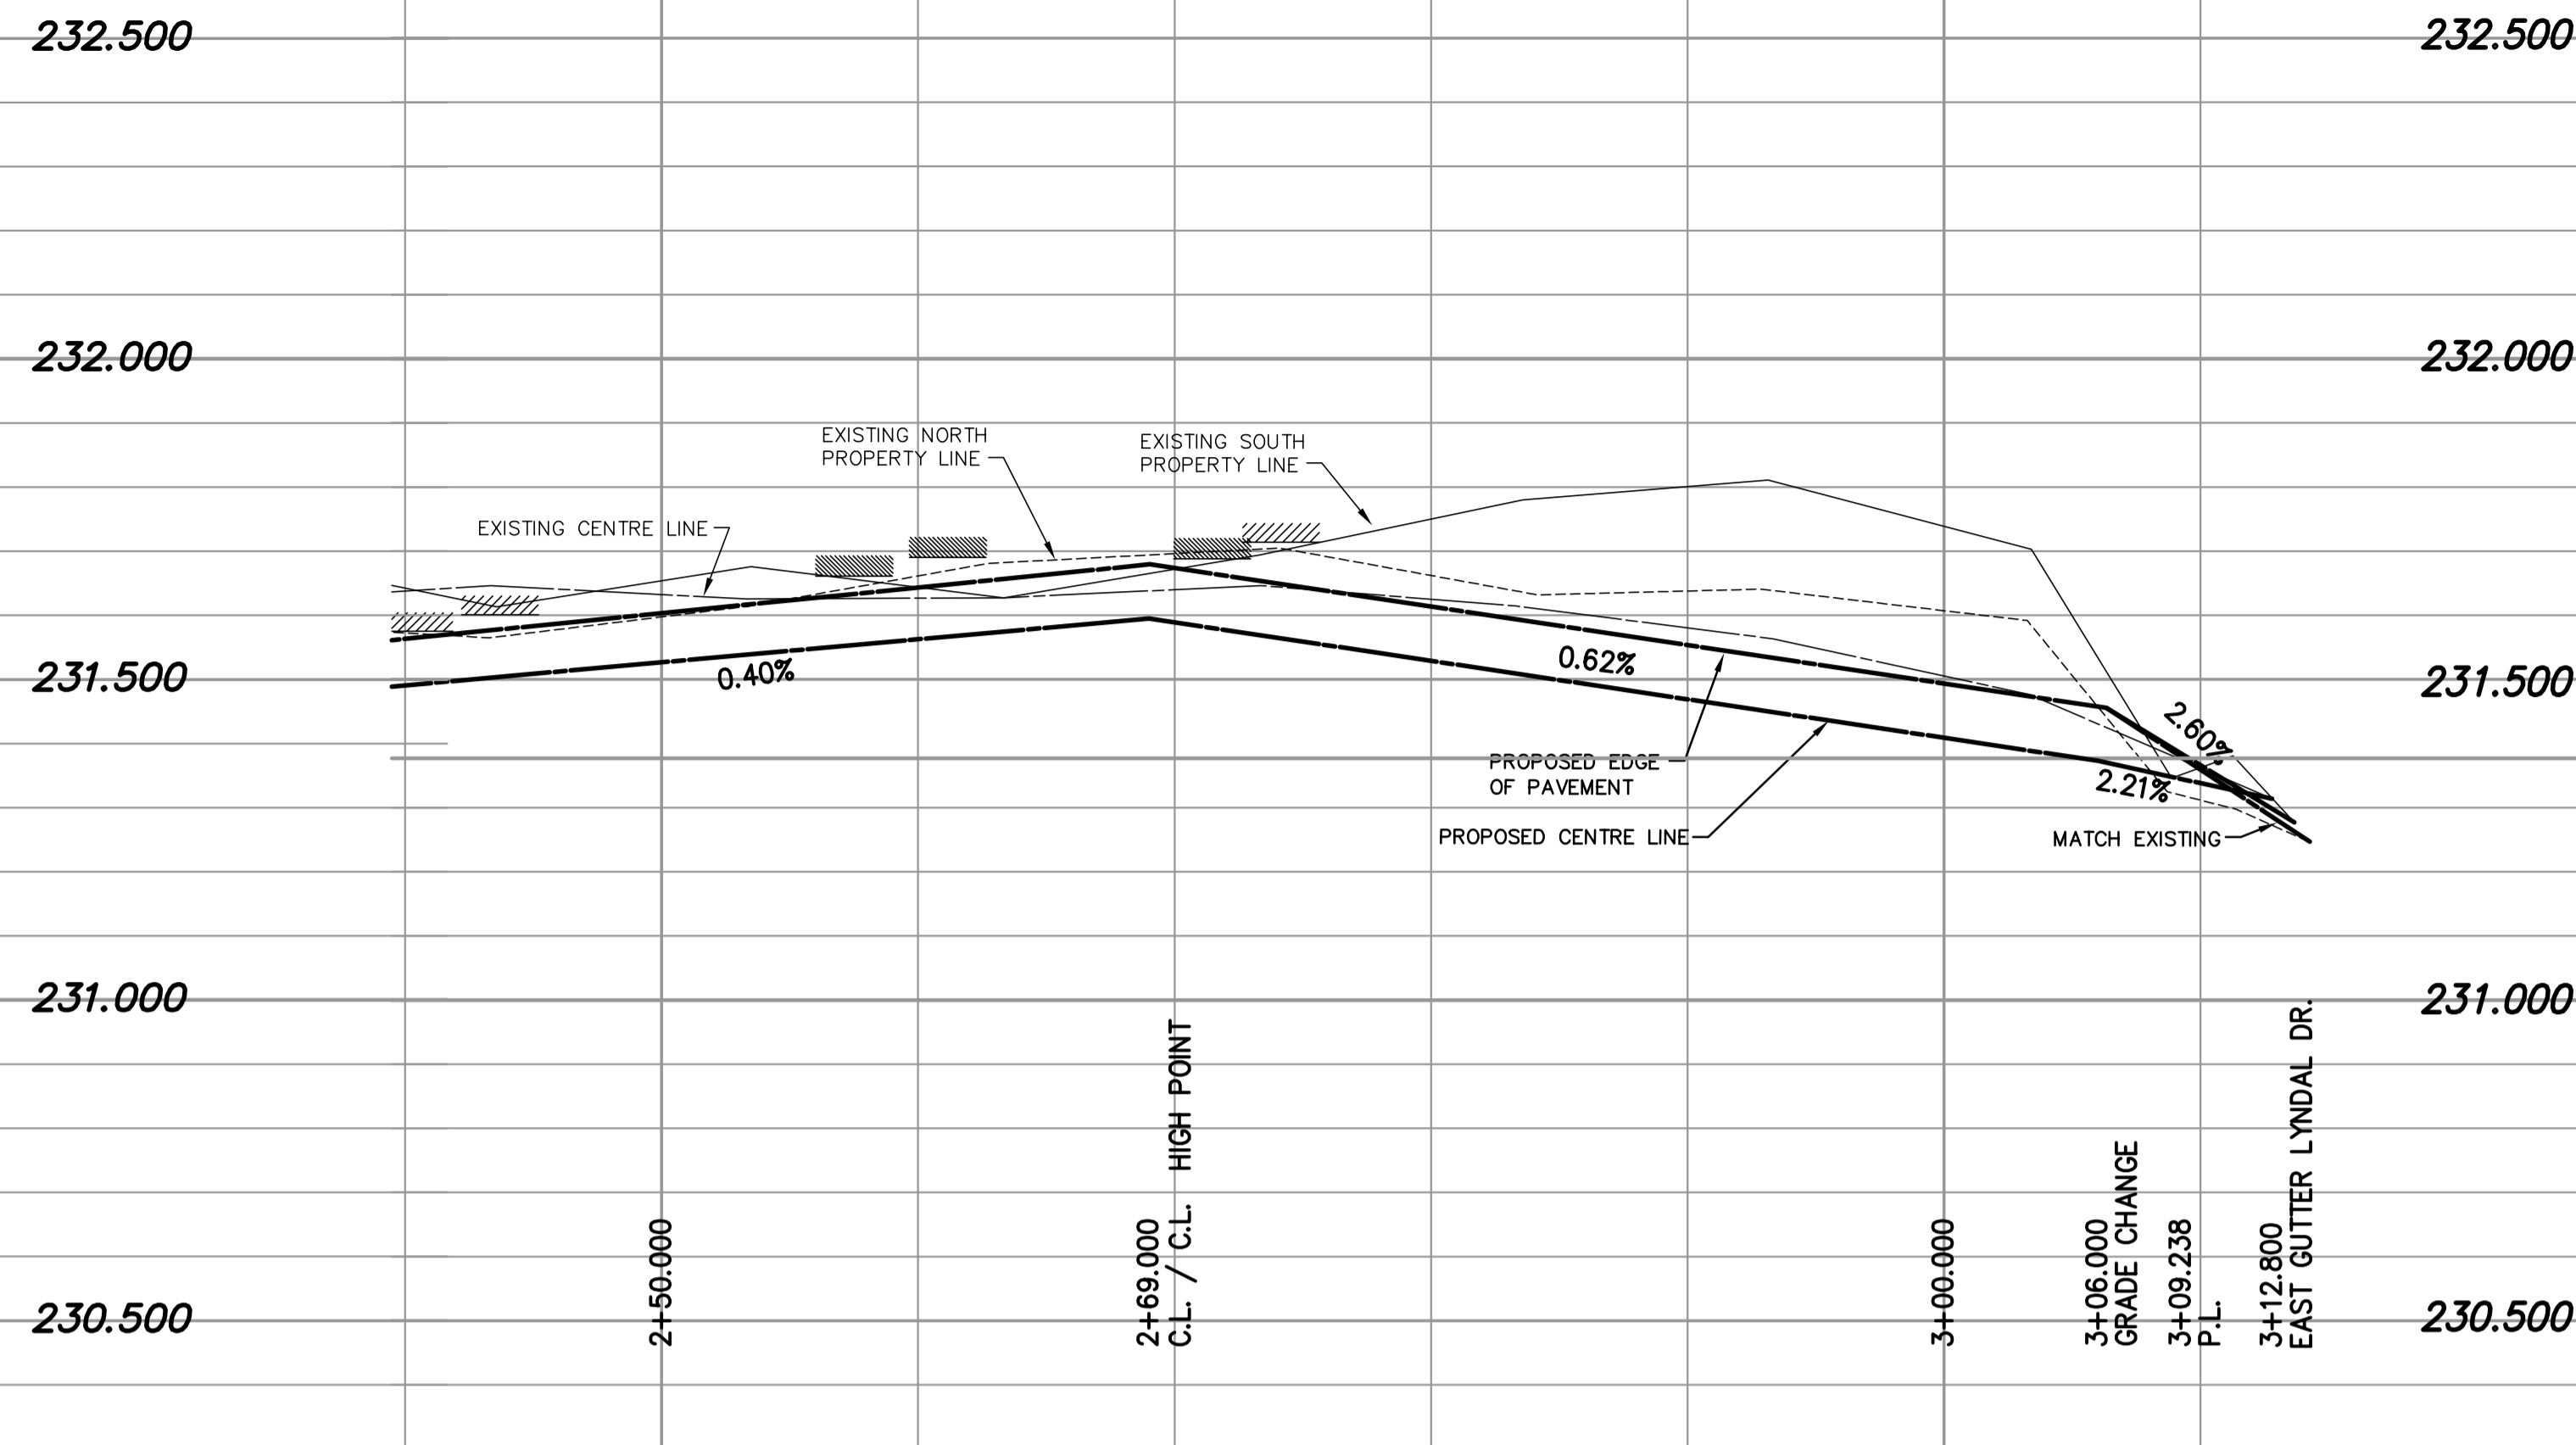 232.500
232.500
232.000
232.000
EXISTING NORTH
PROPERTY LINE
EXISTING SOUTH
PROPERTY LINE
EXISTING CENTRE LINE
231.500
231.500
0.40%
0.62%
2.60%
2.21%
PROPOSED EDGE
OF PAVEMENT
PROPOSED CENTRE LINE
MATCH EXISTING
231.000
231.000
2+50.000
2+69.000
C.L. / C.L. HIGH POINT
3+00.000
3+06.000
GRADE CHANGE
3+09.238
P.L.
3+12.800
EAST GUTTER LYNDAL DR.
230.500
230.500